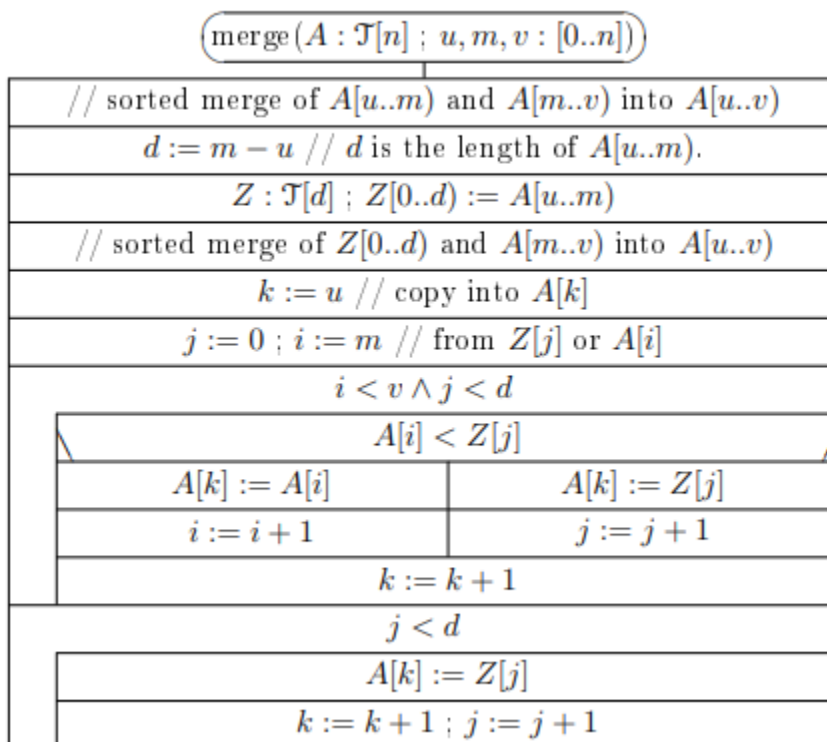 merge(A : 𝔗[n] ; u, m, v : [0..n])
// sorted merge of A[u..m) and A[m..v) into A[u..v)
d := m − u // d is the length of A[u..m).
Z : 𝔗[d] ; Z[0..d) := A[u..m)
// sorted merge of Z[0..d) and A[m..v) into A[u..v)
k := u // copy into A[k]
j := 0 ; i := m // from Z[j] or A[i]
i < v ∧ j < d
A[i] < Z[j]
A[k] := A[i] A[k] := Z[j]
i := i + 1 j := j + 1
k := k + 1
j < d
A[k] := Z[j]
k := k + 1 ; j := j + 1